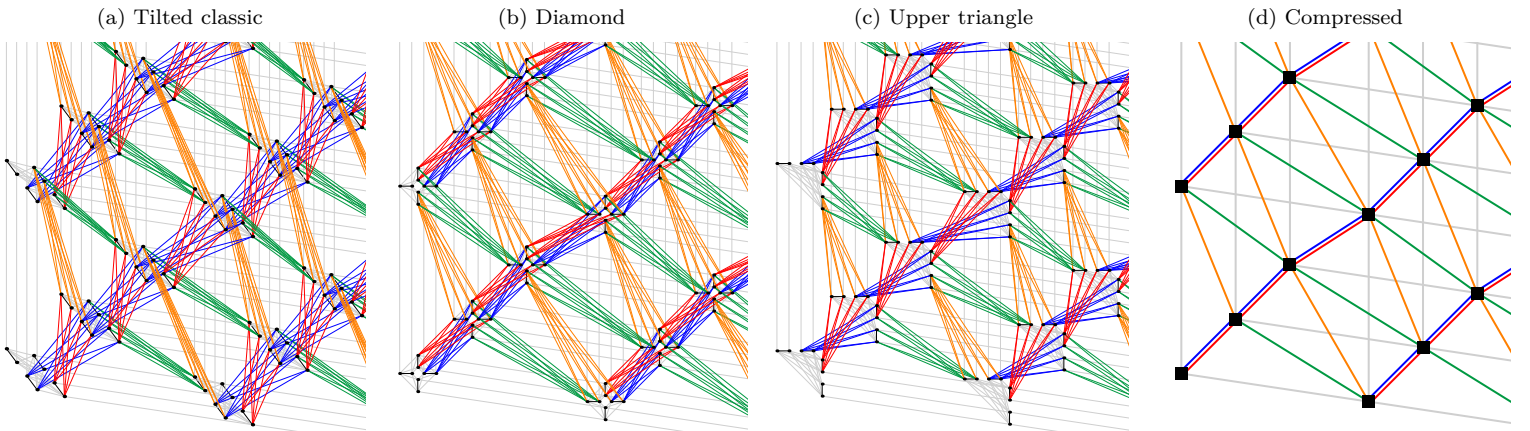 (a) Tilted classic
(b) Diamond
(c) Upper triangle
(d) Compressed